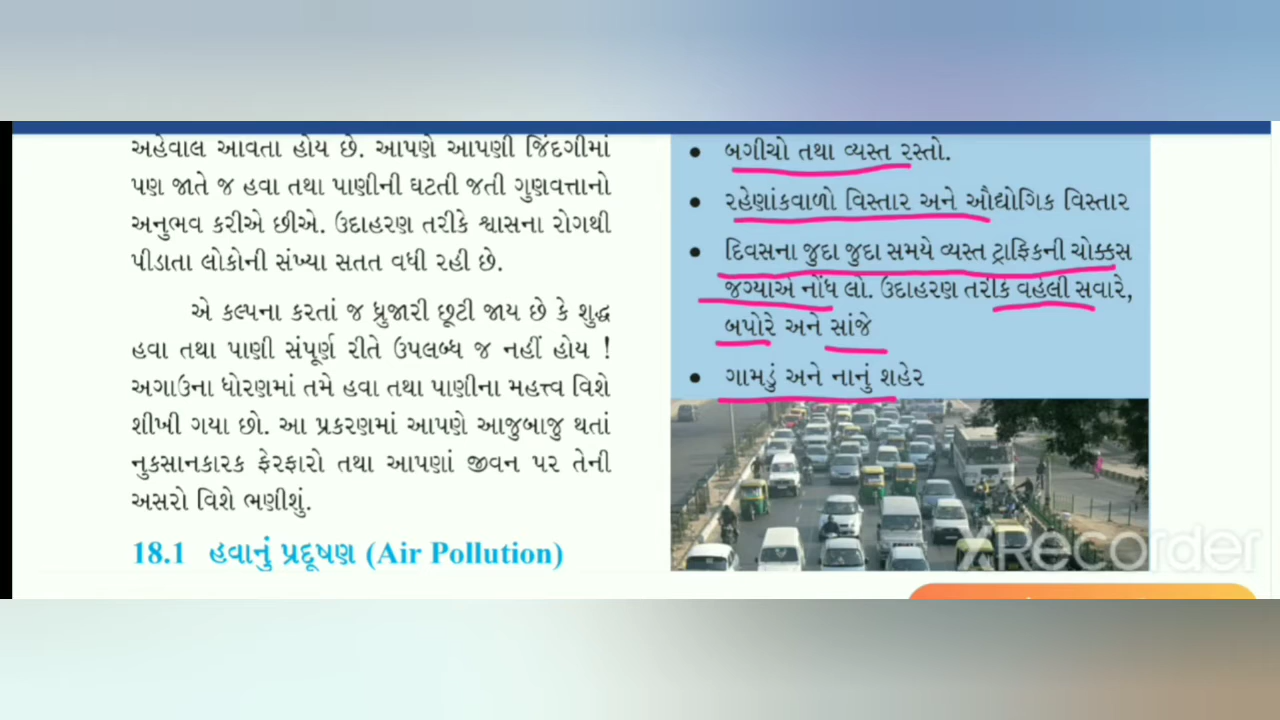 અહેવાલ આવતા હોય છે. આપણે આપણી જિંદગીમાં
પણ જાતે જ હવા તથા પાણીની ઘટતી જતી ગુણવત્તાનો
અનુભવ કરીએ છીએ. ઉદાહરણ તરીકે શ્વાસના રોગથી
પીડાતા લોકોની સંખ્યા સતત વધી રહી છે.
એ કલ્પના કરતાં જ ધ્રુજારી છૂટી જાય છે કે શુદ્ધ
હવા તથા પાણી સંપૂર્ણ રીતે ઉપલબ્ધ જ નહીં હોય !
અગાઉના ધોરણમાં તમે હવા તથા પાણીના મહત્ત્વ વિશે
શીખી ગયા છો. આ પ્રકરણમાં આપણે આજુબાજુ થતાં
નુકસાનકારક ફેરફારો તથા આપણાં જીવન પર તેની
અસરો વિશે ભણીશું.
18.1 હવાનું પ્રદૂષણ (Air Pollution)
• બગીચો તથા વ્યસ્ત રસ્તો.
• રહેણાંકવાળો વિસ્તાર અને ઔદ્યોગિક વિસ્તાર
• દિવસના જુદા જુદા સમયે વ્યસ્ત ટ્રાફિકની ચોક્કસ
જગ્યાએ નોંધ લો. ઉદાહરણ તરીકે વહેલી સવારે,
બપોરે અને સાંજે
• ગામડું અને નાનું શહેર
XRecorder